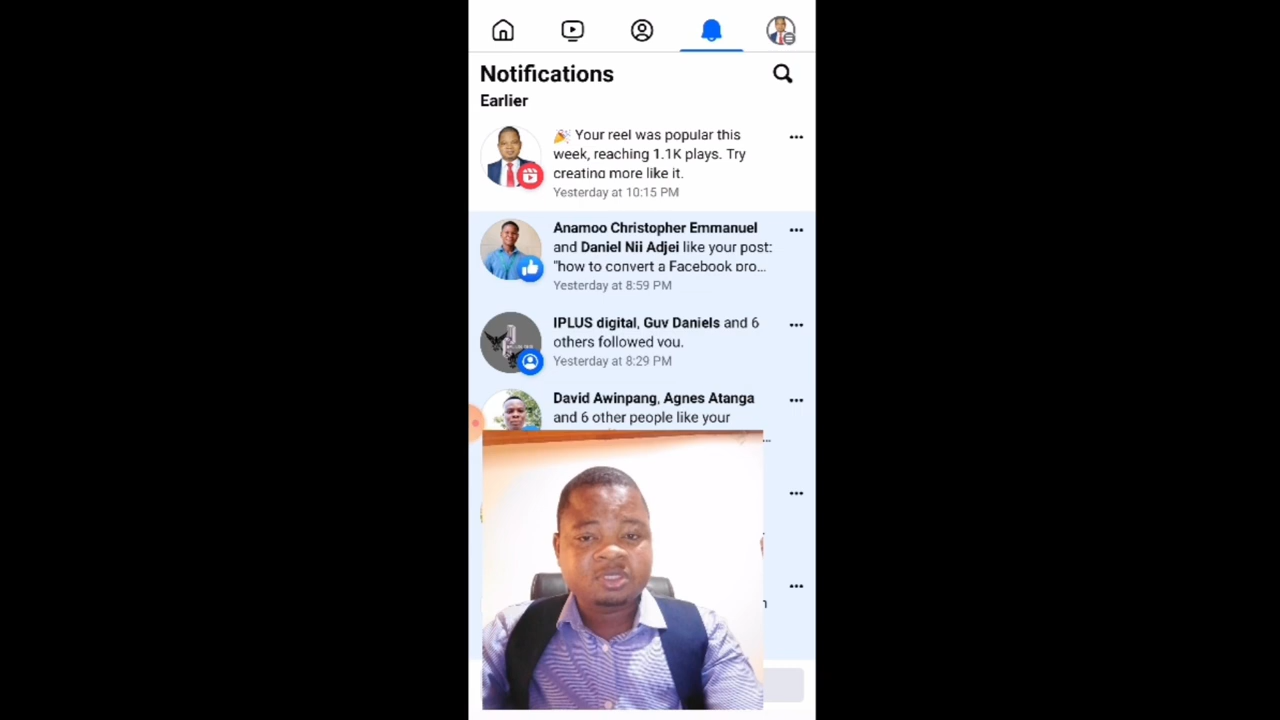 Notifications
Earlier
🎉 Your reel was popular this
week, reaching 1.1K plays. Try
creating more like it.
Yesterday at 10:15 PM
Anamoo Christopher Emmanuel
and Daniel Nii Adjei like your post:
"how to convert a Facebook pro...
Yesterday at 8:59 PM
IPLUS digital, Guv Daniels and 6
others followed you.
Yesterday at 8:29 PM
David Awinpang, Agnes Atanga
and 6 other people like your